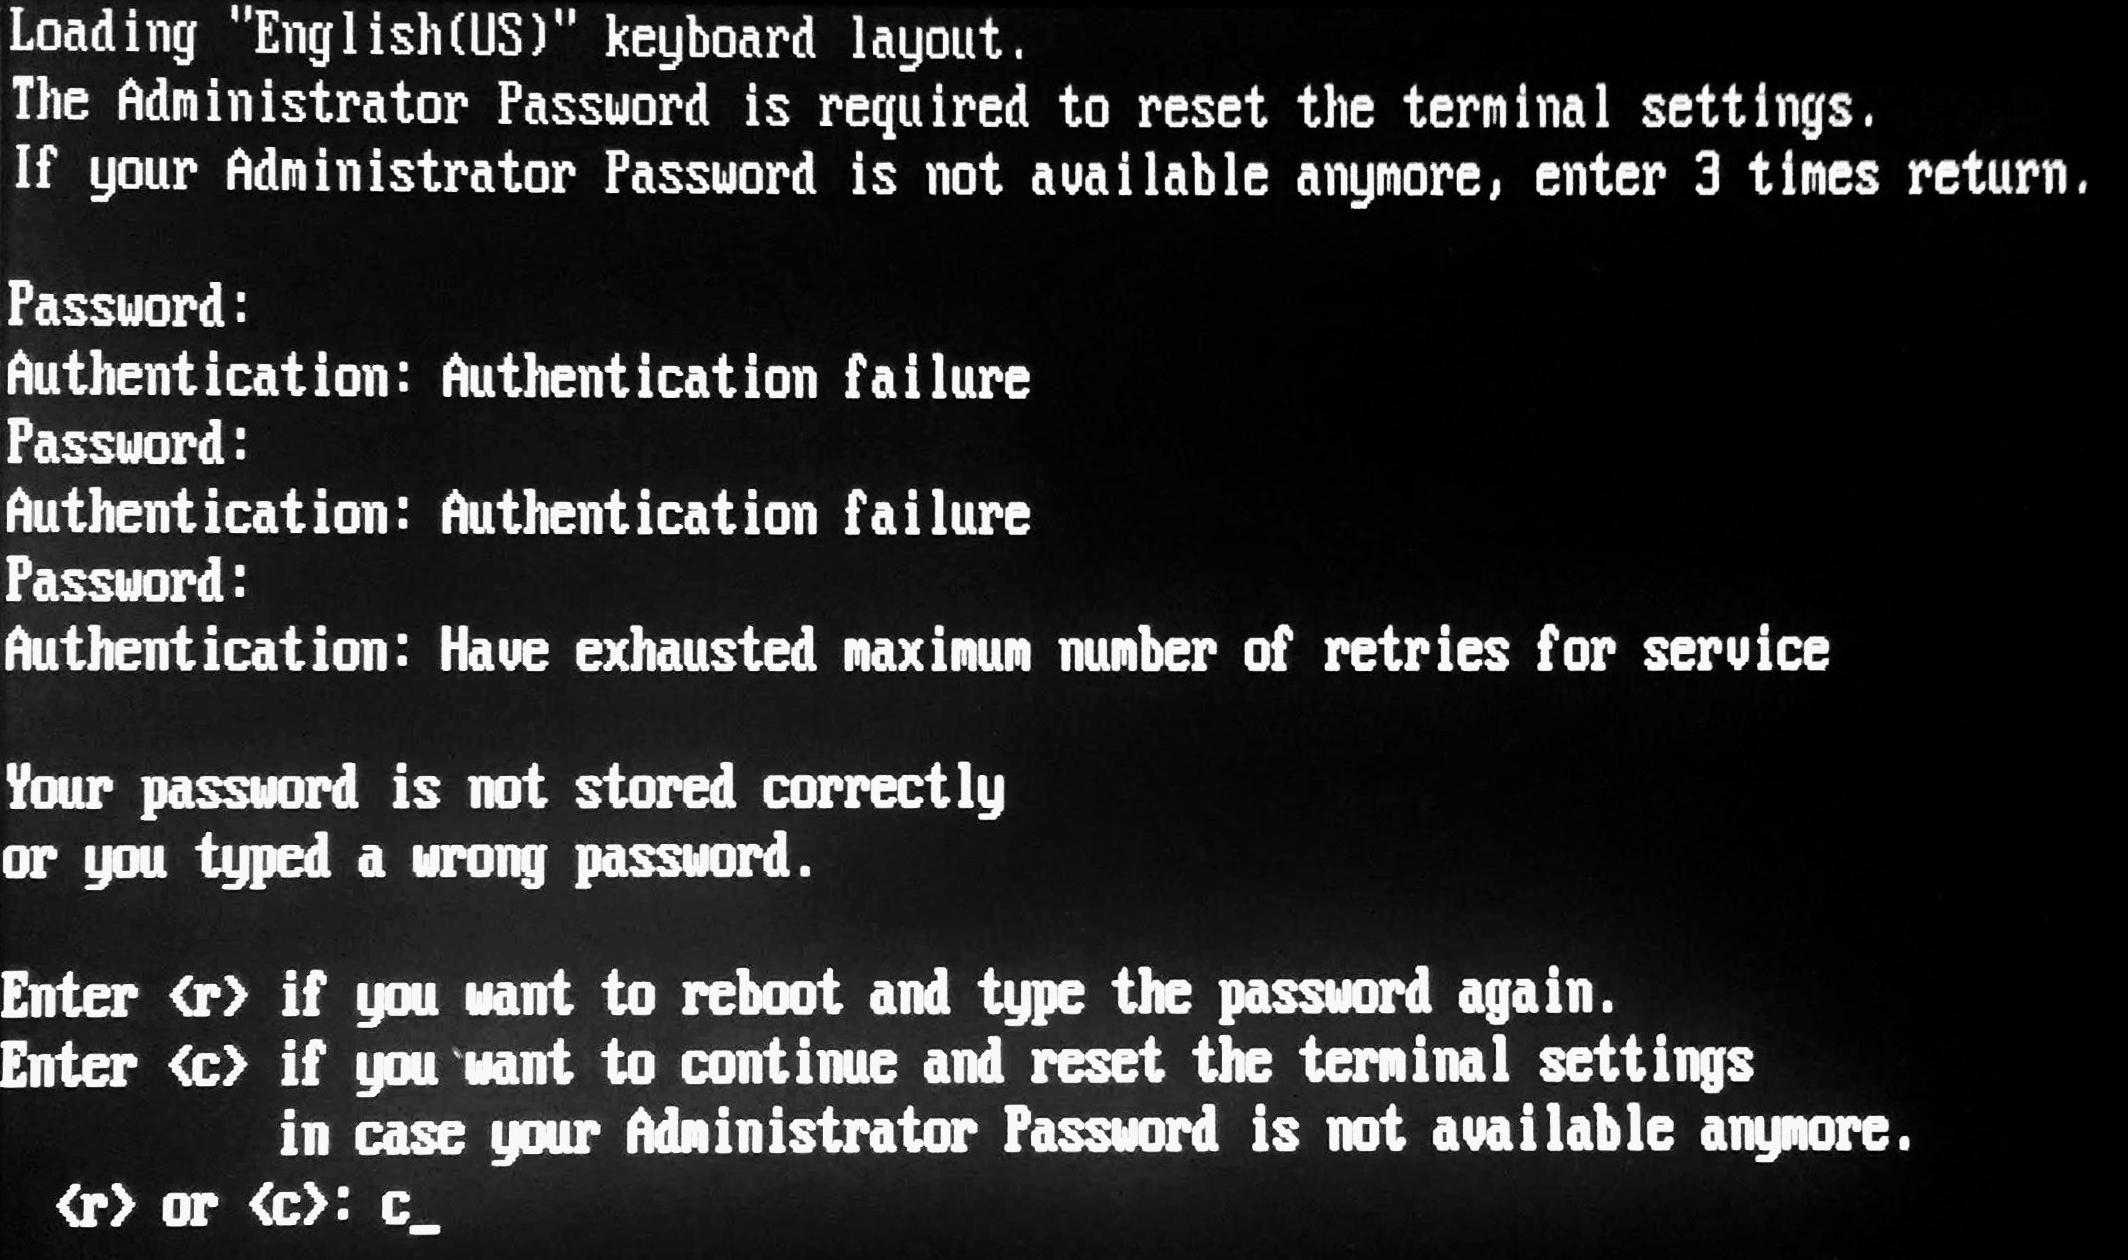 Loading "English(US)" keyboard layout.
The Administrator Password is required to reset the terminal settings.
If your Administrator Password is not available anymore, enter 3 times return.
Password:
Authentication: Authentication failure
Password:
Authentication: Authentication failure
Password:
Authentication: Have exhausted maximum number of retries for service
Your password is not stored correctly
or you typed a wrong password.
Enter <r> if you want to reboot and type the password again.
Enter <c> if you want to continue and reset the terminal settings
in case your Administrator Password is not available anymore.
<r> or <c>: c_